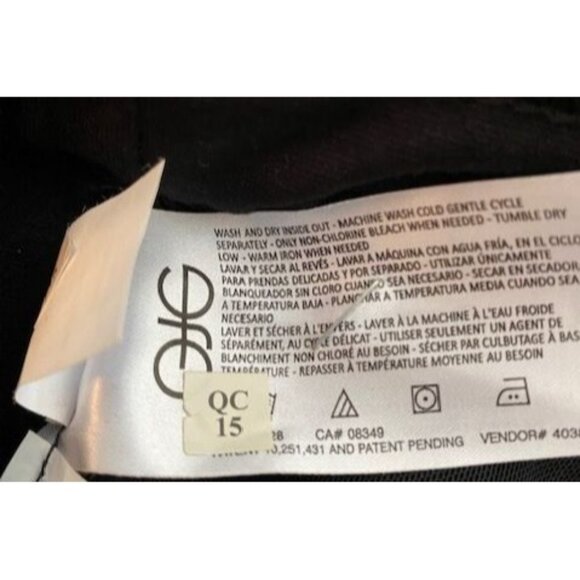 WASH AND DRY INSIDE OUT - MACHINE WASH COLD GENTLE CYCLE
SEPARATELY - ONLY NON-CHLORINE BLEACH WHEN NEEDED - TUMBLE DRY
LOW - WARM IRON WHEN NEEDED
LAVAR Y SECAR AL REVÉS - LAVAR A MÁQUINA CON AGUA FRÍA, EN EL CICLO
PARA PRENDAS DELICADAS Y POR SEPARADO - UTILIZAR ÚNICAMENTE
BLANQUEADOR SIN CLORO CUANDO SEA NECESARIO - SECAR EN SECADOR
A TEMPERATURA BAJA - PLANCHAR A TEMPERATURA MEDIA CUANDO SEA
NECESARIO
LAVER ET SÉCHER À L'ENVERS - LAVER À LA MACHINE À L'EAU FROIDE
SÉPARÉMENT, AU CYCLE DÉLICAT - UTILISER SEULEMENT UN AGENT DE
BLANCHIMENT NON CHLORÉ AU BESOIN - SÉCHER PAR CULBUTAGE À BAS
TEMPÉRATURE - REPASSER À TEMPÉRATURE MOYENNE AU BESOIN
QC
15
28 CA# 08349 VENDOR# 403
10,251,431 AND PATENT PENDING